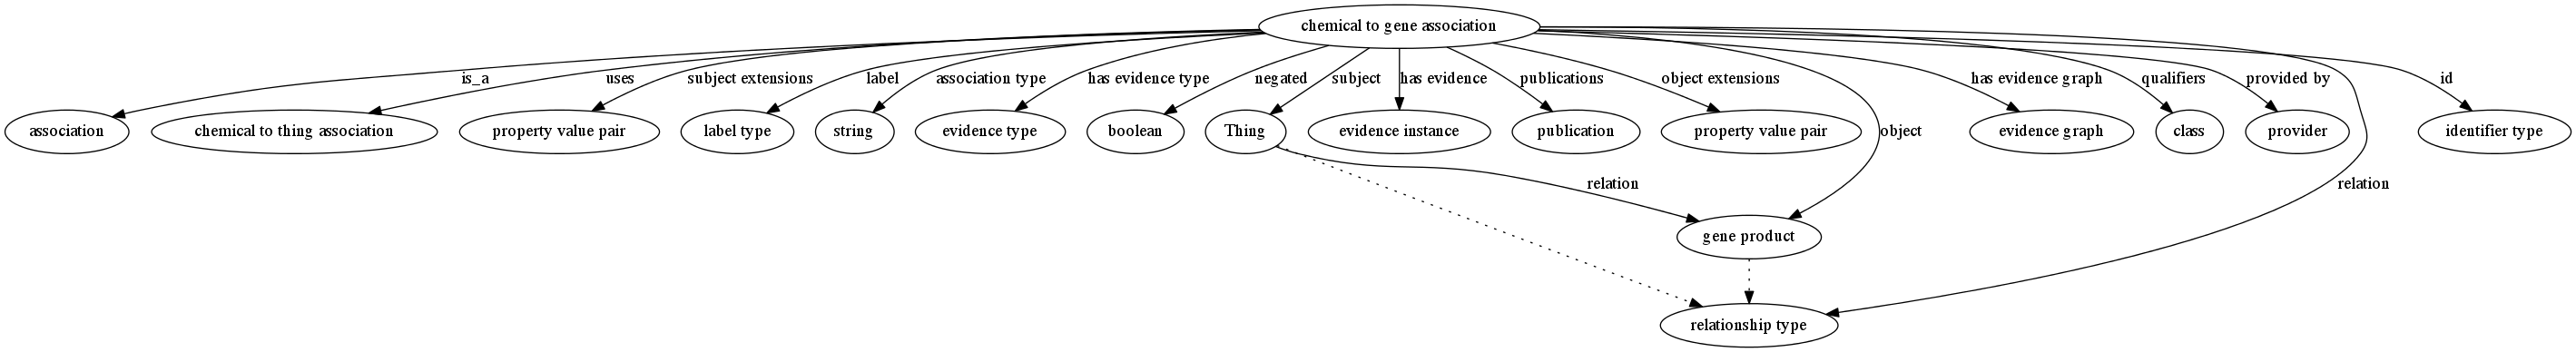 chemical to gene association
is_a
uses
subject extensions
label
association type
has evidence type
negated
subject
has evidence
publications
object extensions
has evidence graph
qualifiers
provided by
id
association
chemical to thing association
property value pair
label type
string
evidence type
boolean
Thing
evidence instance
publication
property value pair
object
evidence graph
class
provider
identifier type
relation
relation
gene product
relationship type